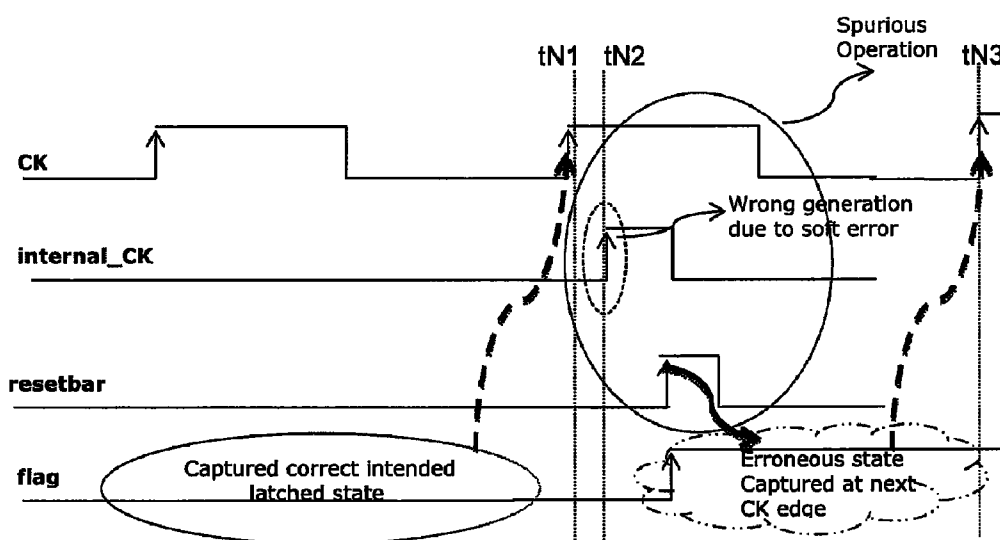 Spurious
Operation
tN1
tN2
tN3
CK
Wrong generation
due to soft error
internal_CK
resetbar
flag
Captured correct intended
latched state
Erroneous state
Captured at next
CK edge